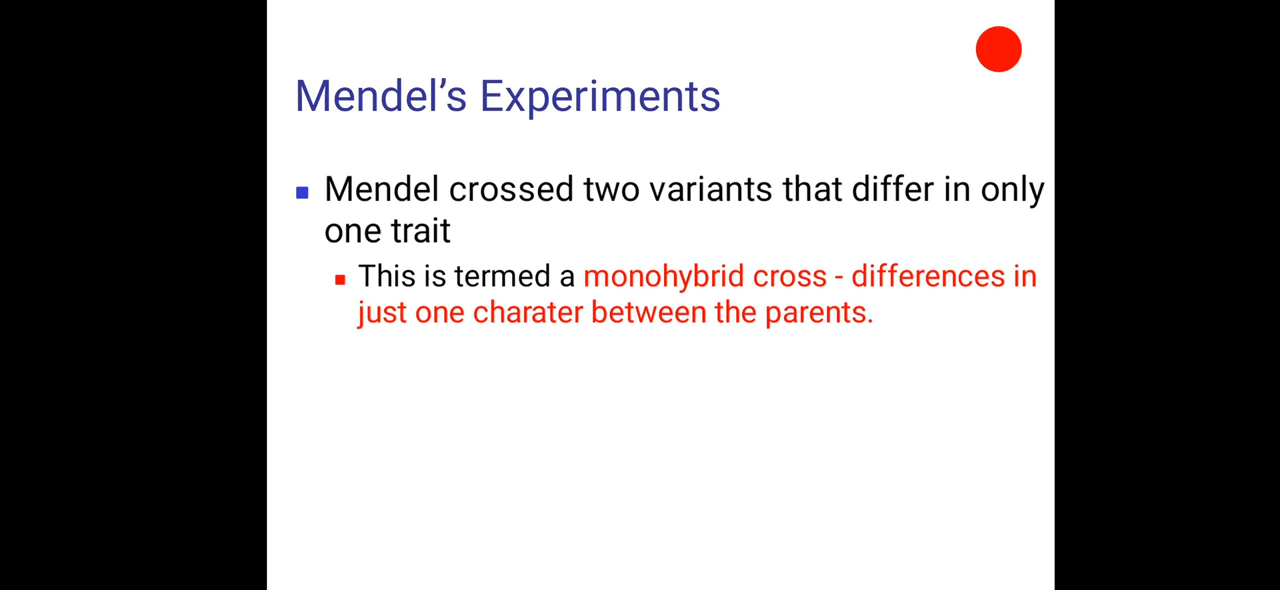 Mendel’s Experiments
Mendel crossed two variants that differ in only
one trait
This is termed a monohybrid cross - differences in
just one charater between the parents.